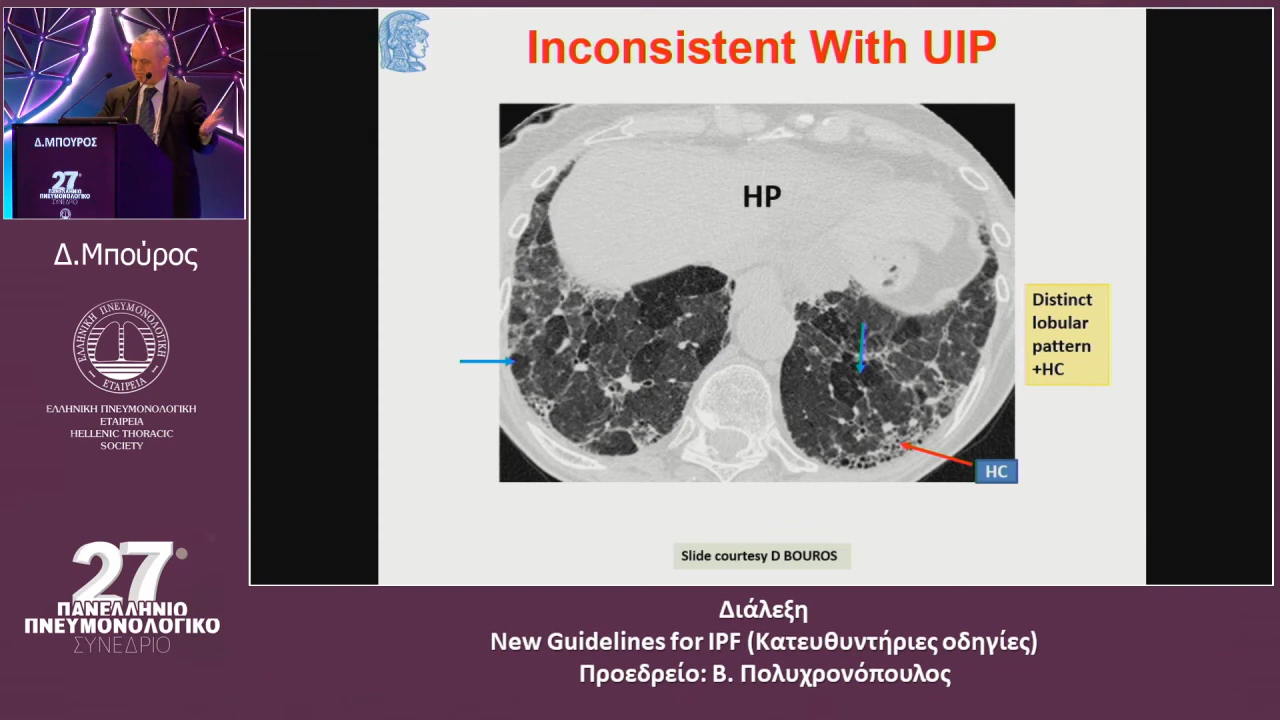 Δ.ΜΠΟΥΡΟΣ
27
ΠΑΝΕΛΛΗΝΙΟ
ΠΝΕΥΜΟΝΟΛΟΓΙΚΟ
ΣΥΝΕΔΡΙΟ
Δ.Μπούρος
ΕΛΛΗΝΙΚΗ ΠΝΕΥΜΟΝΟΛΟΓΙΚΗ
ΕΤΑΙΡΕΙΑ
ΕΛΛΗΝΙΚΗ ΠΝΕΥΜΟΝΟΛΟΓΙΚΗ
ΕΤΑΙΡΕΙΑ
HELLENIC THORACIC
SOCIETY
27°
ΠΑΝΕΛΛΗΝΙΟ
ΠΝΕΥΜΟΝΟΛΟΓΙΚΟ
ΣΥΝΕΔΡΙΟ
Inconsistent With UIP
HP
Distinct
lobular
pattern
+HC
HC
Slide courtesy D BOUROS
Διάλεξη
New Guidelines for IPF (Κατευθυντήριες οδηγίες)
Προεδρείο: Β. Πολυχρονόπουλος